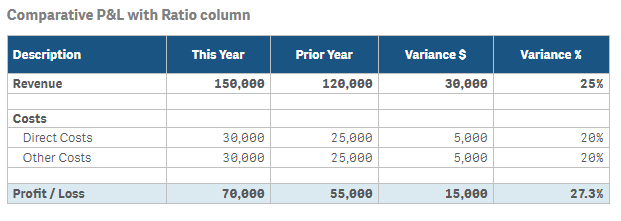 Comparative P&L with Ratio column
Description This Year Prior Year Variance $ Variance %
Revenue 150,000 120,000 30,000 25%
Costs
Direct Costs 30,000 25,000 5,000 20%
Other Costs 30,000 25,000 5,000 20%
Profit / Loss 70,000 55,000 15,000 27.3%